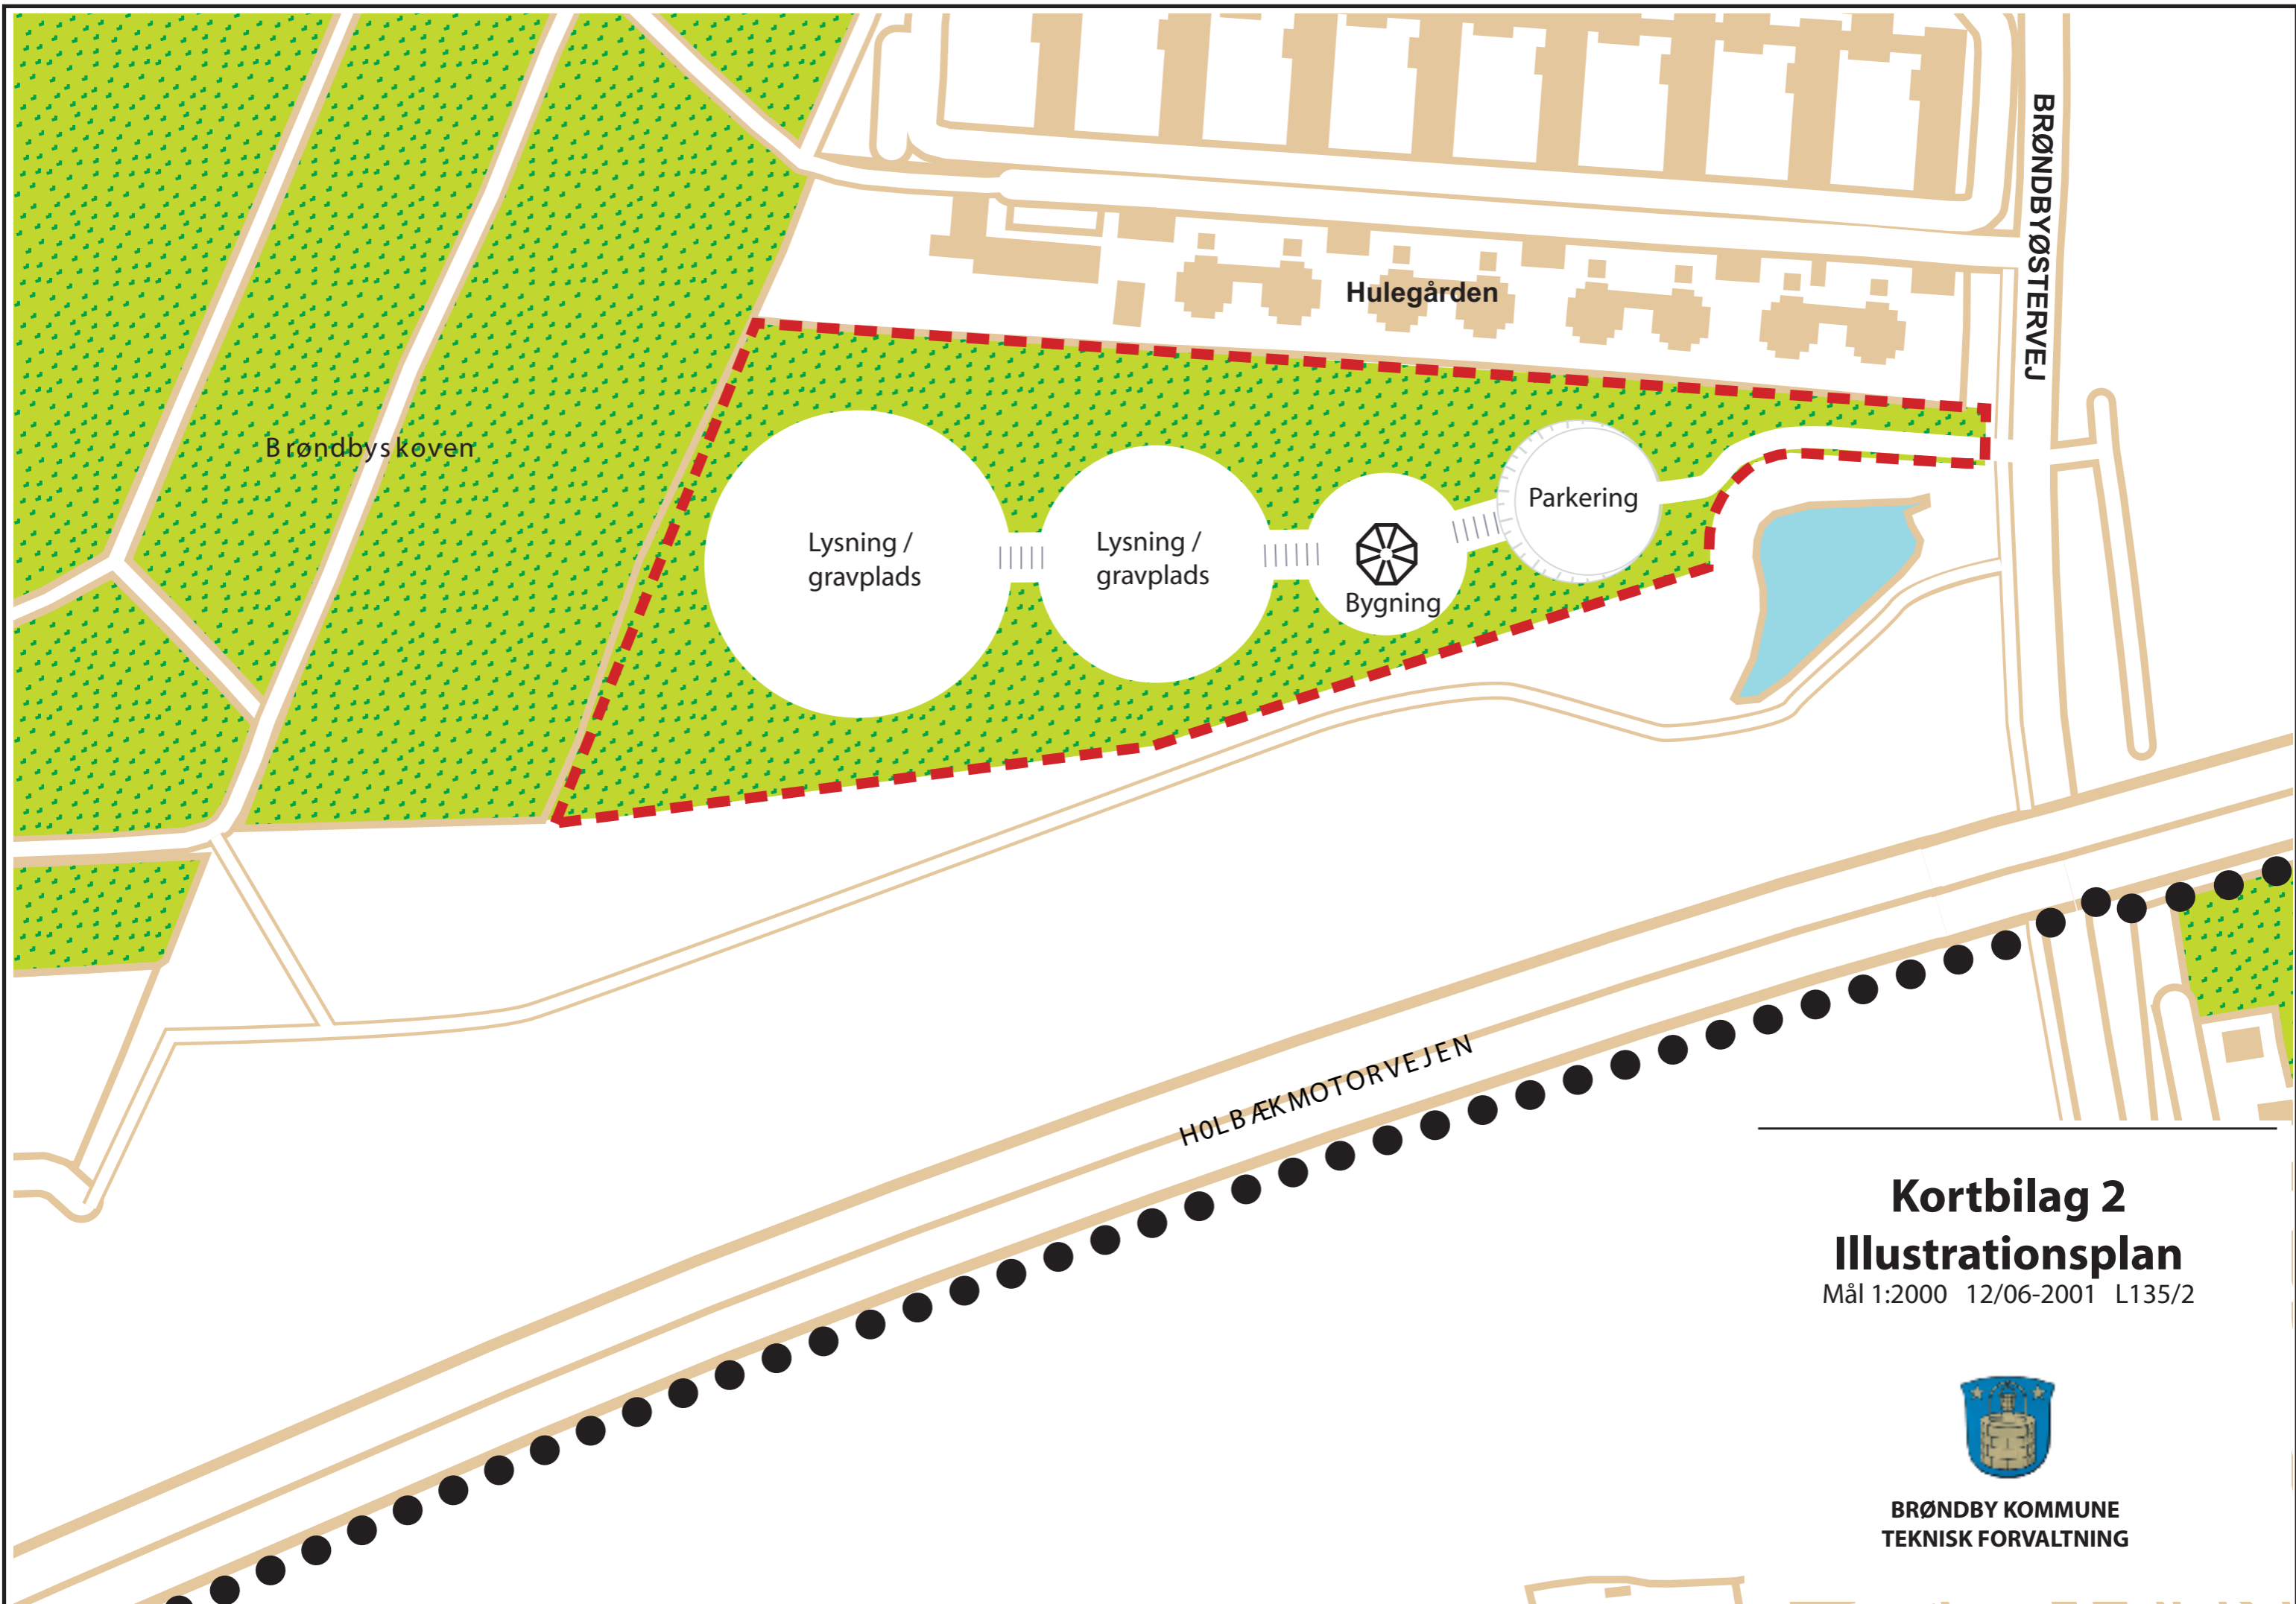 BRØNDBYØSTERVEJ
Hulegården
Brøndbyskoven
Parkering
Lysning /
gravplads
Lysning /
gravplads
Bygning
H0LBÆKMOTORVEJEN
Kortbilag 2
Illustrationsplan
Mål 1:2000 12/06-2001 L135/2
BRØNDBY KOMMUNE
TEKNISK FORVALTNING